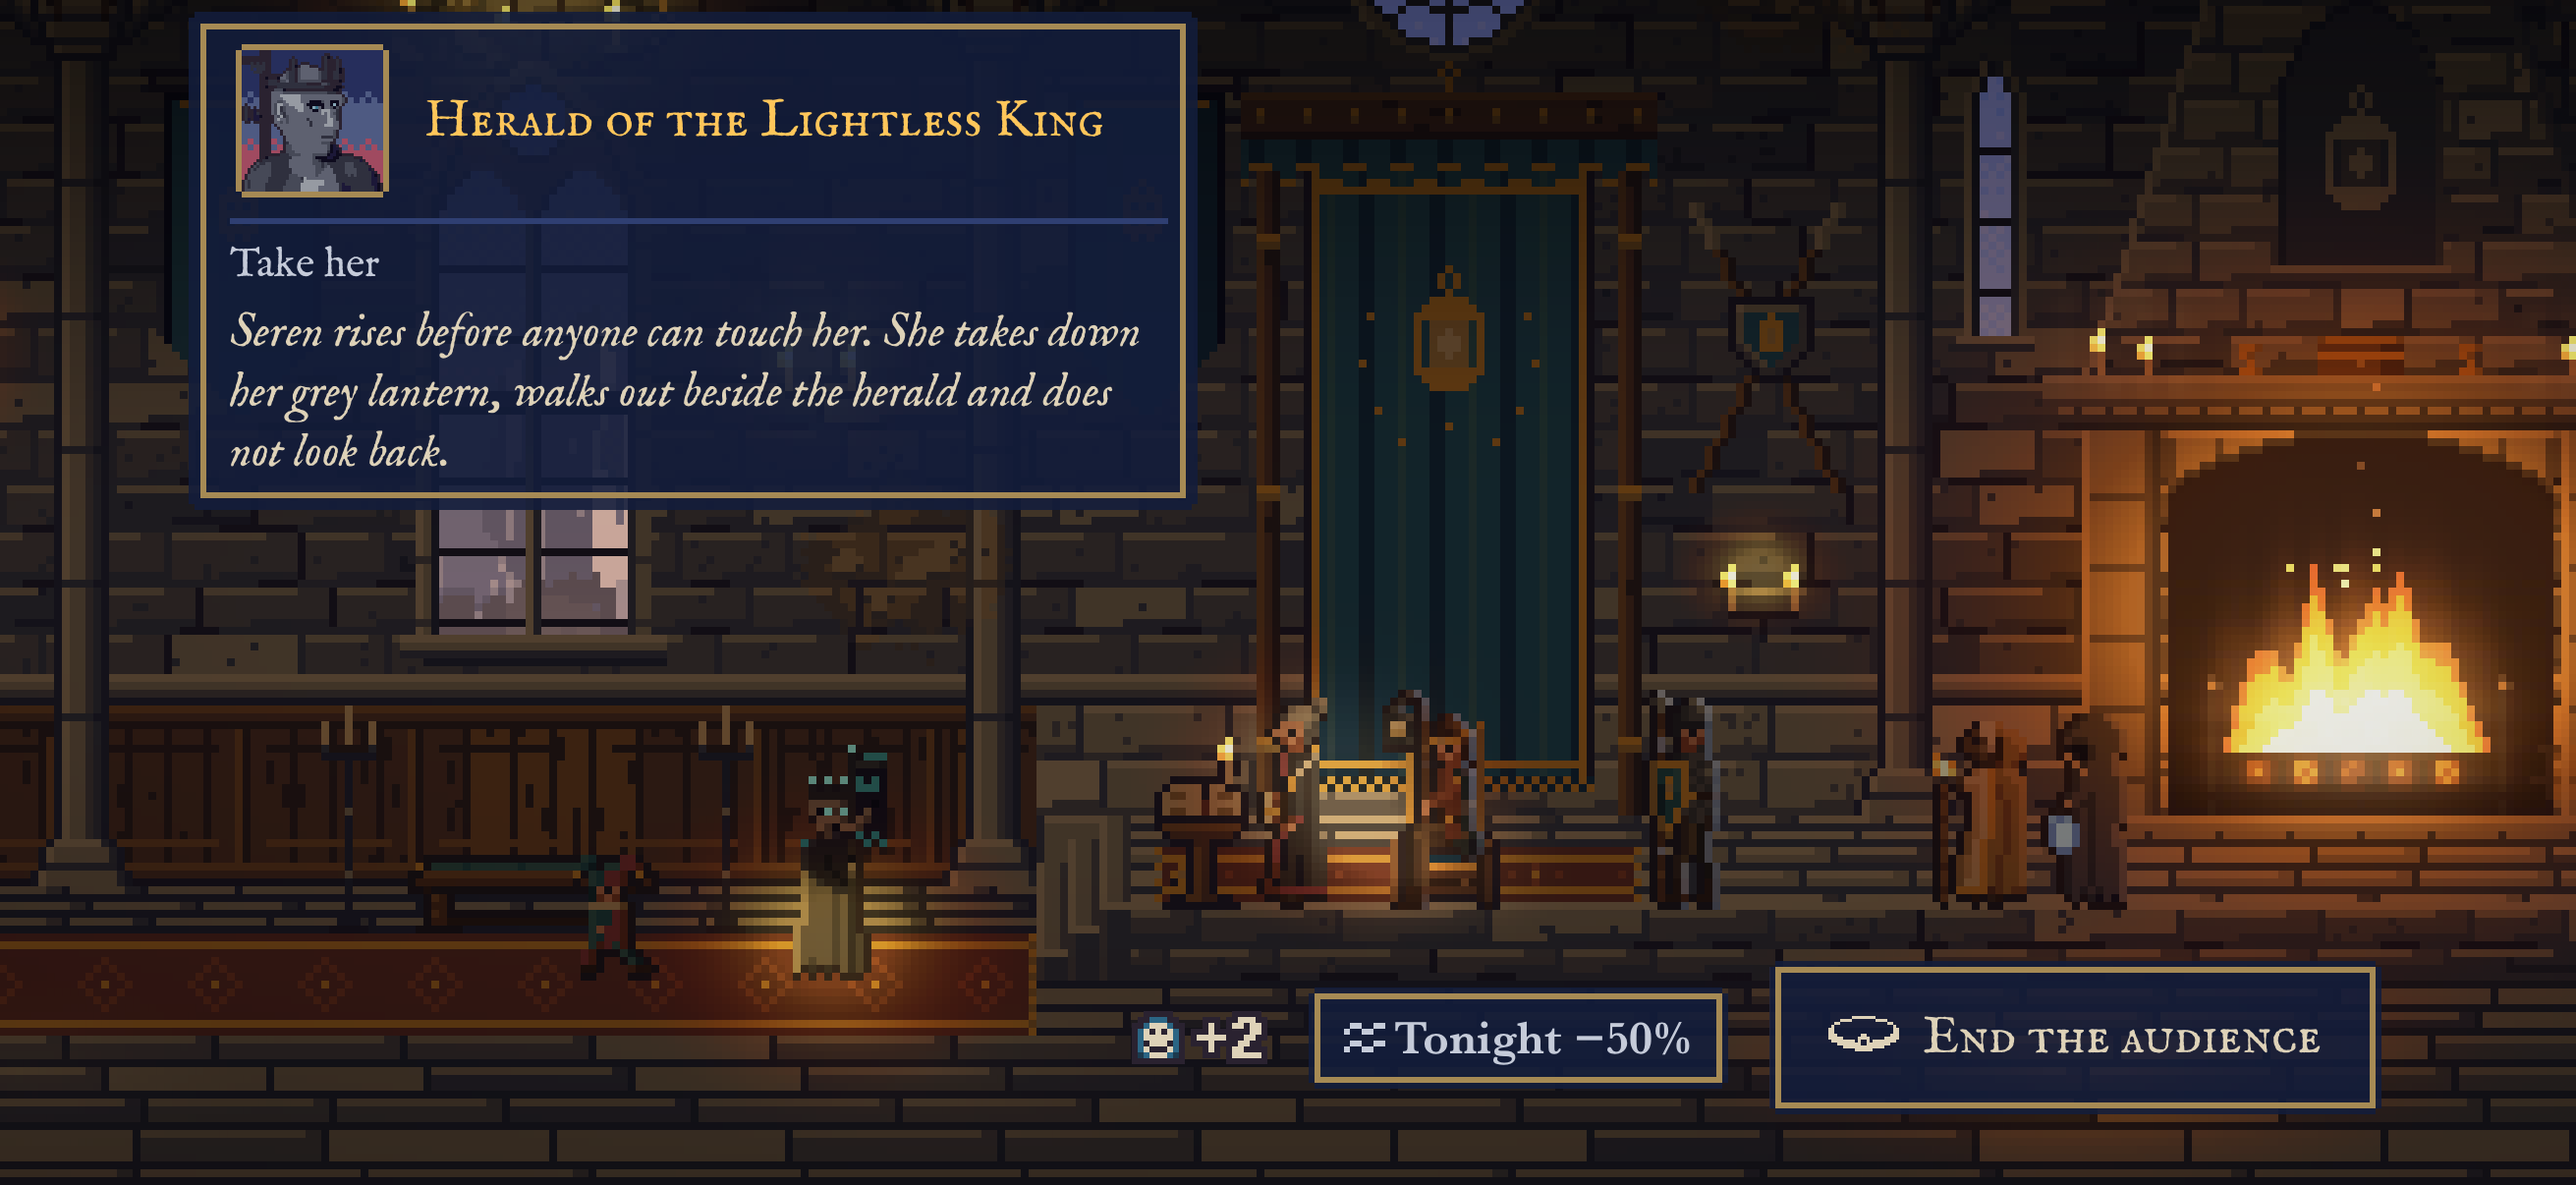 Herald of the Lightless King
Take her
Seren rises before anyone can touch her. She takes down
her grey lantern, walks out beside the herald and does
not look back.
+2
Tonight −50%
End the audience